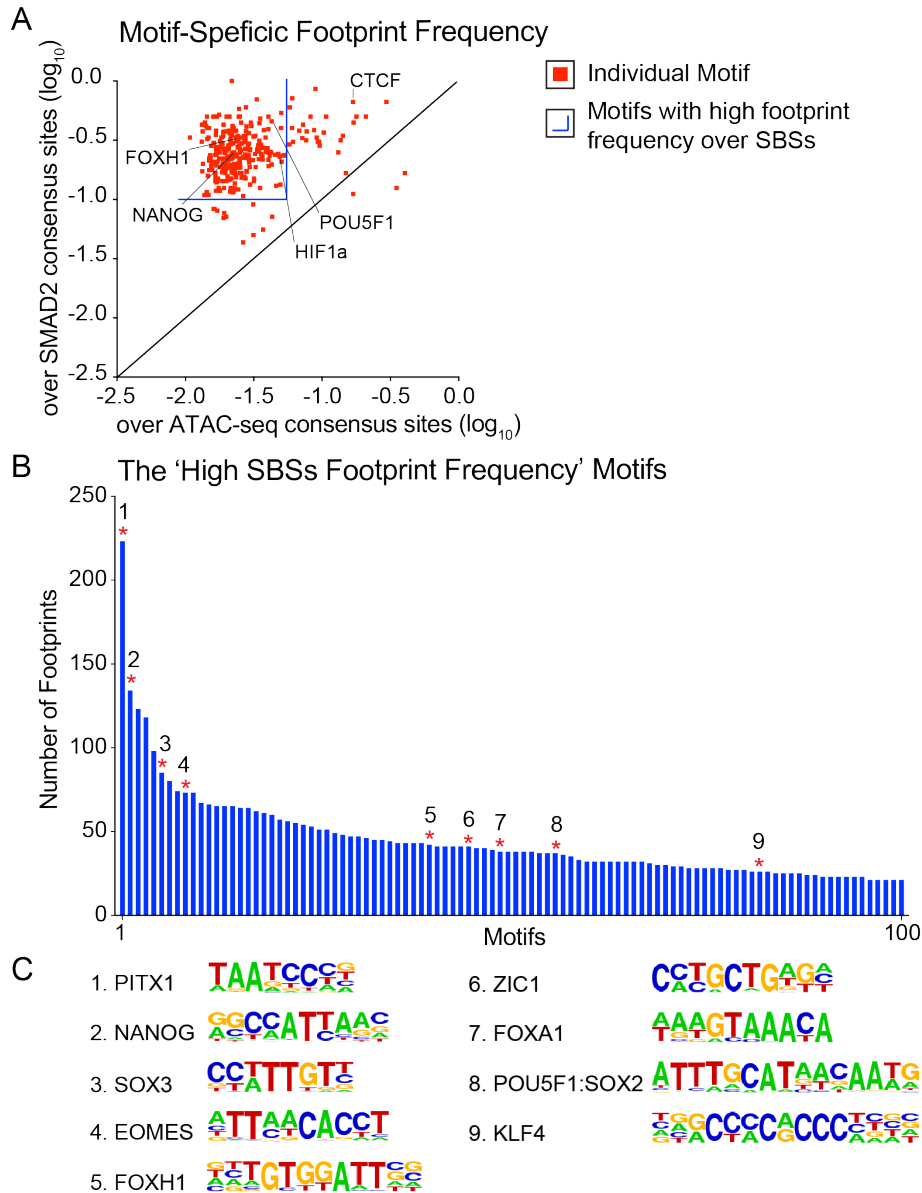 A
Motif-Speficic Footprint Frequency
over SMAD2 consensus sites (log10)
0.0
-0.5
-1.0
-1.5
-2.0
-2.5
CTCF
FOXH1
NANOG
POU5F1
HIF1a
-2.5 -2.0 -1.5 -1.0 -0.5 0.0
over ATAC-seq consensus sites (log10)
Individual Motif
Motifs with high footprint
frequency over SBSs
B
The ‘High SBSs Footprint Frequency’ Motifs
Number of Footprints
250
200
150
100
50
0
1
*
2
*
3
*
4
*
5
*
6
*
7
*
8
*
9
*
1 Motifs 100
C
1. PITX1
2. NANOG
3. SOX3
4. EOMES
5. FOXH1
6. ZIC1
7. FOXA1
8. POU5F1:SOX2
9. KLF4